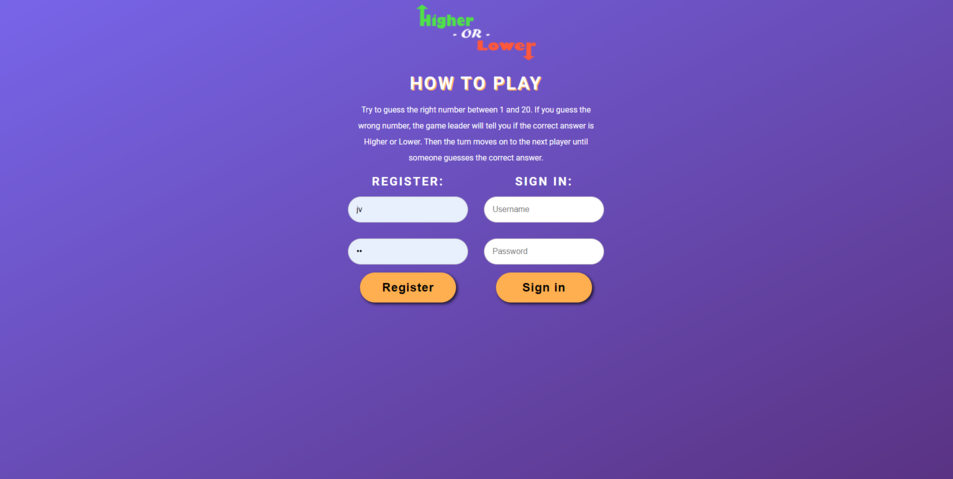 Higher
- OR -
Lower
HOW TO PLAY
Try to guess the right number between 1 and 20. If you guess the
wrong number, the game leader will tell you if the correct answer is
Higher or Lower. Then the turn moves on to the next player until
someone guesses the correct answer.
REGISTER: SIGN IN:
jv Username
•• Password
Register Sign in